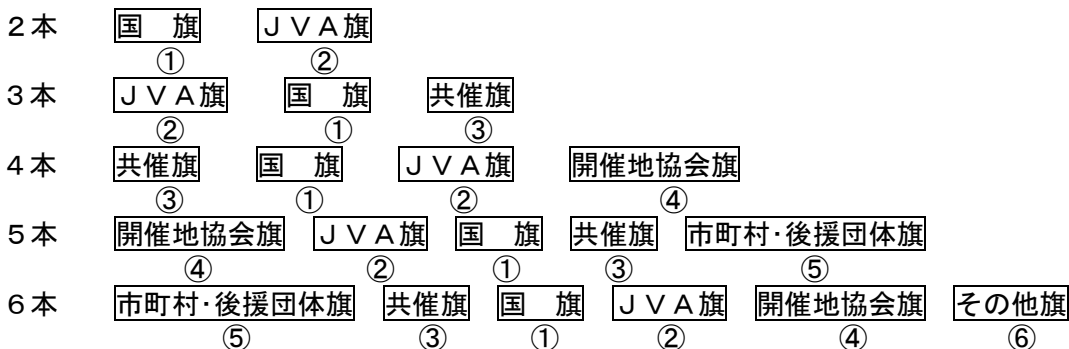 ２本 国　旗 ＪＶＡ旗
① ②
３本 ＪＶＡ旗 国　旗 共催旗
② ① ③
４本 共催旗 国　旗 ＪＶＡ旗 開催地協会旗
③ ① ② ④
５本 開催地協会旗 ＪＶＡ旗 国　旗 共催旗 市町村・後援団体旗
④ ② ① ③ ⑤
６本 市町村・後援団体旗 共催旗 国　旗 ＪＶＡ旗 開催地協会旗 その他旗
⑤ ③ ① ② ④ ⑥